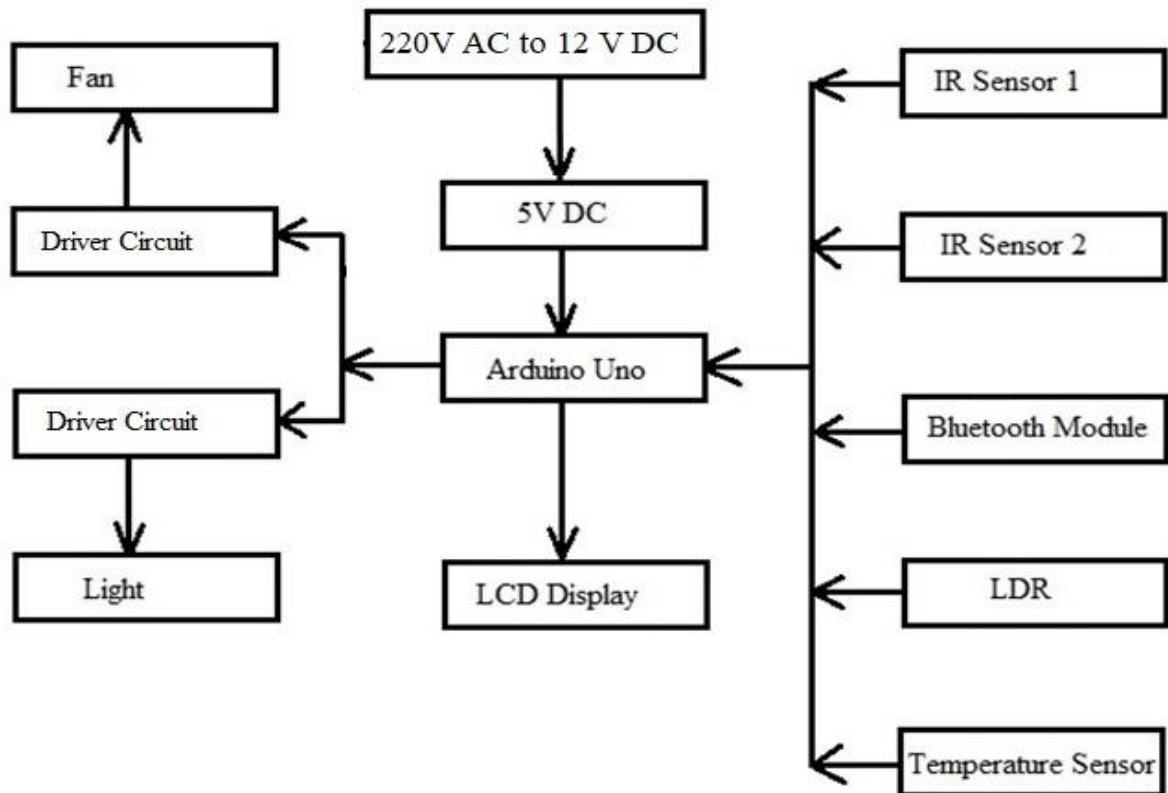 220V AC to 12 V DC
Fan
IR Sensor 1
5V DC
Driver Circuit
IR Sensor 2
Arduino Uno
Driver Circuit
Bluetooth Module
Light
LCD Display
LDR
Temperature Sensor